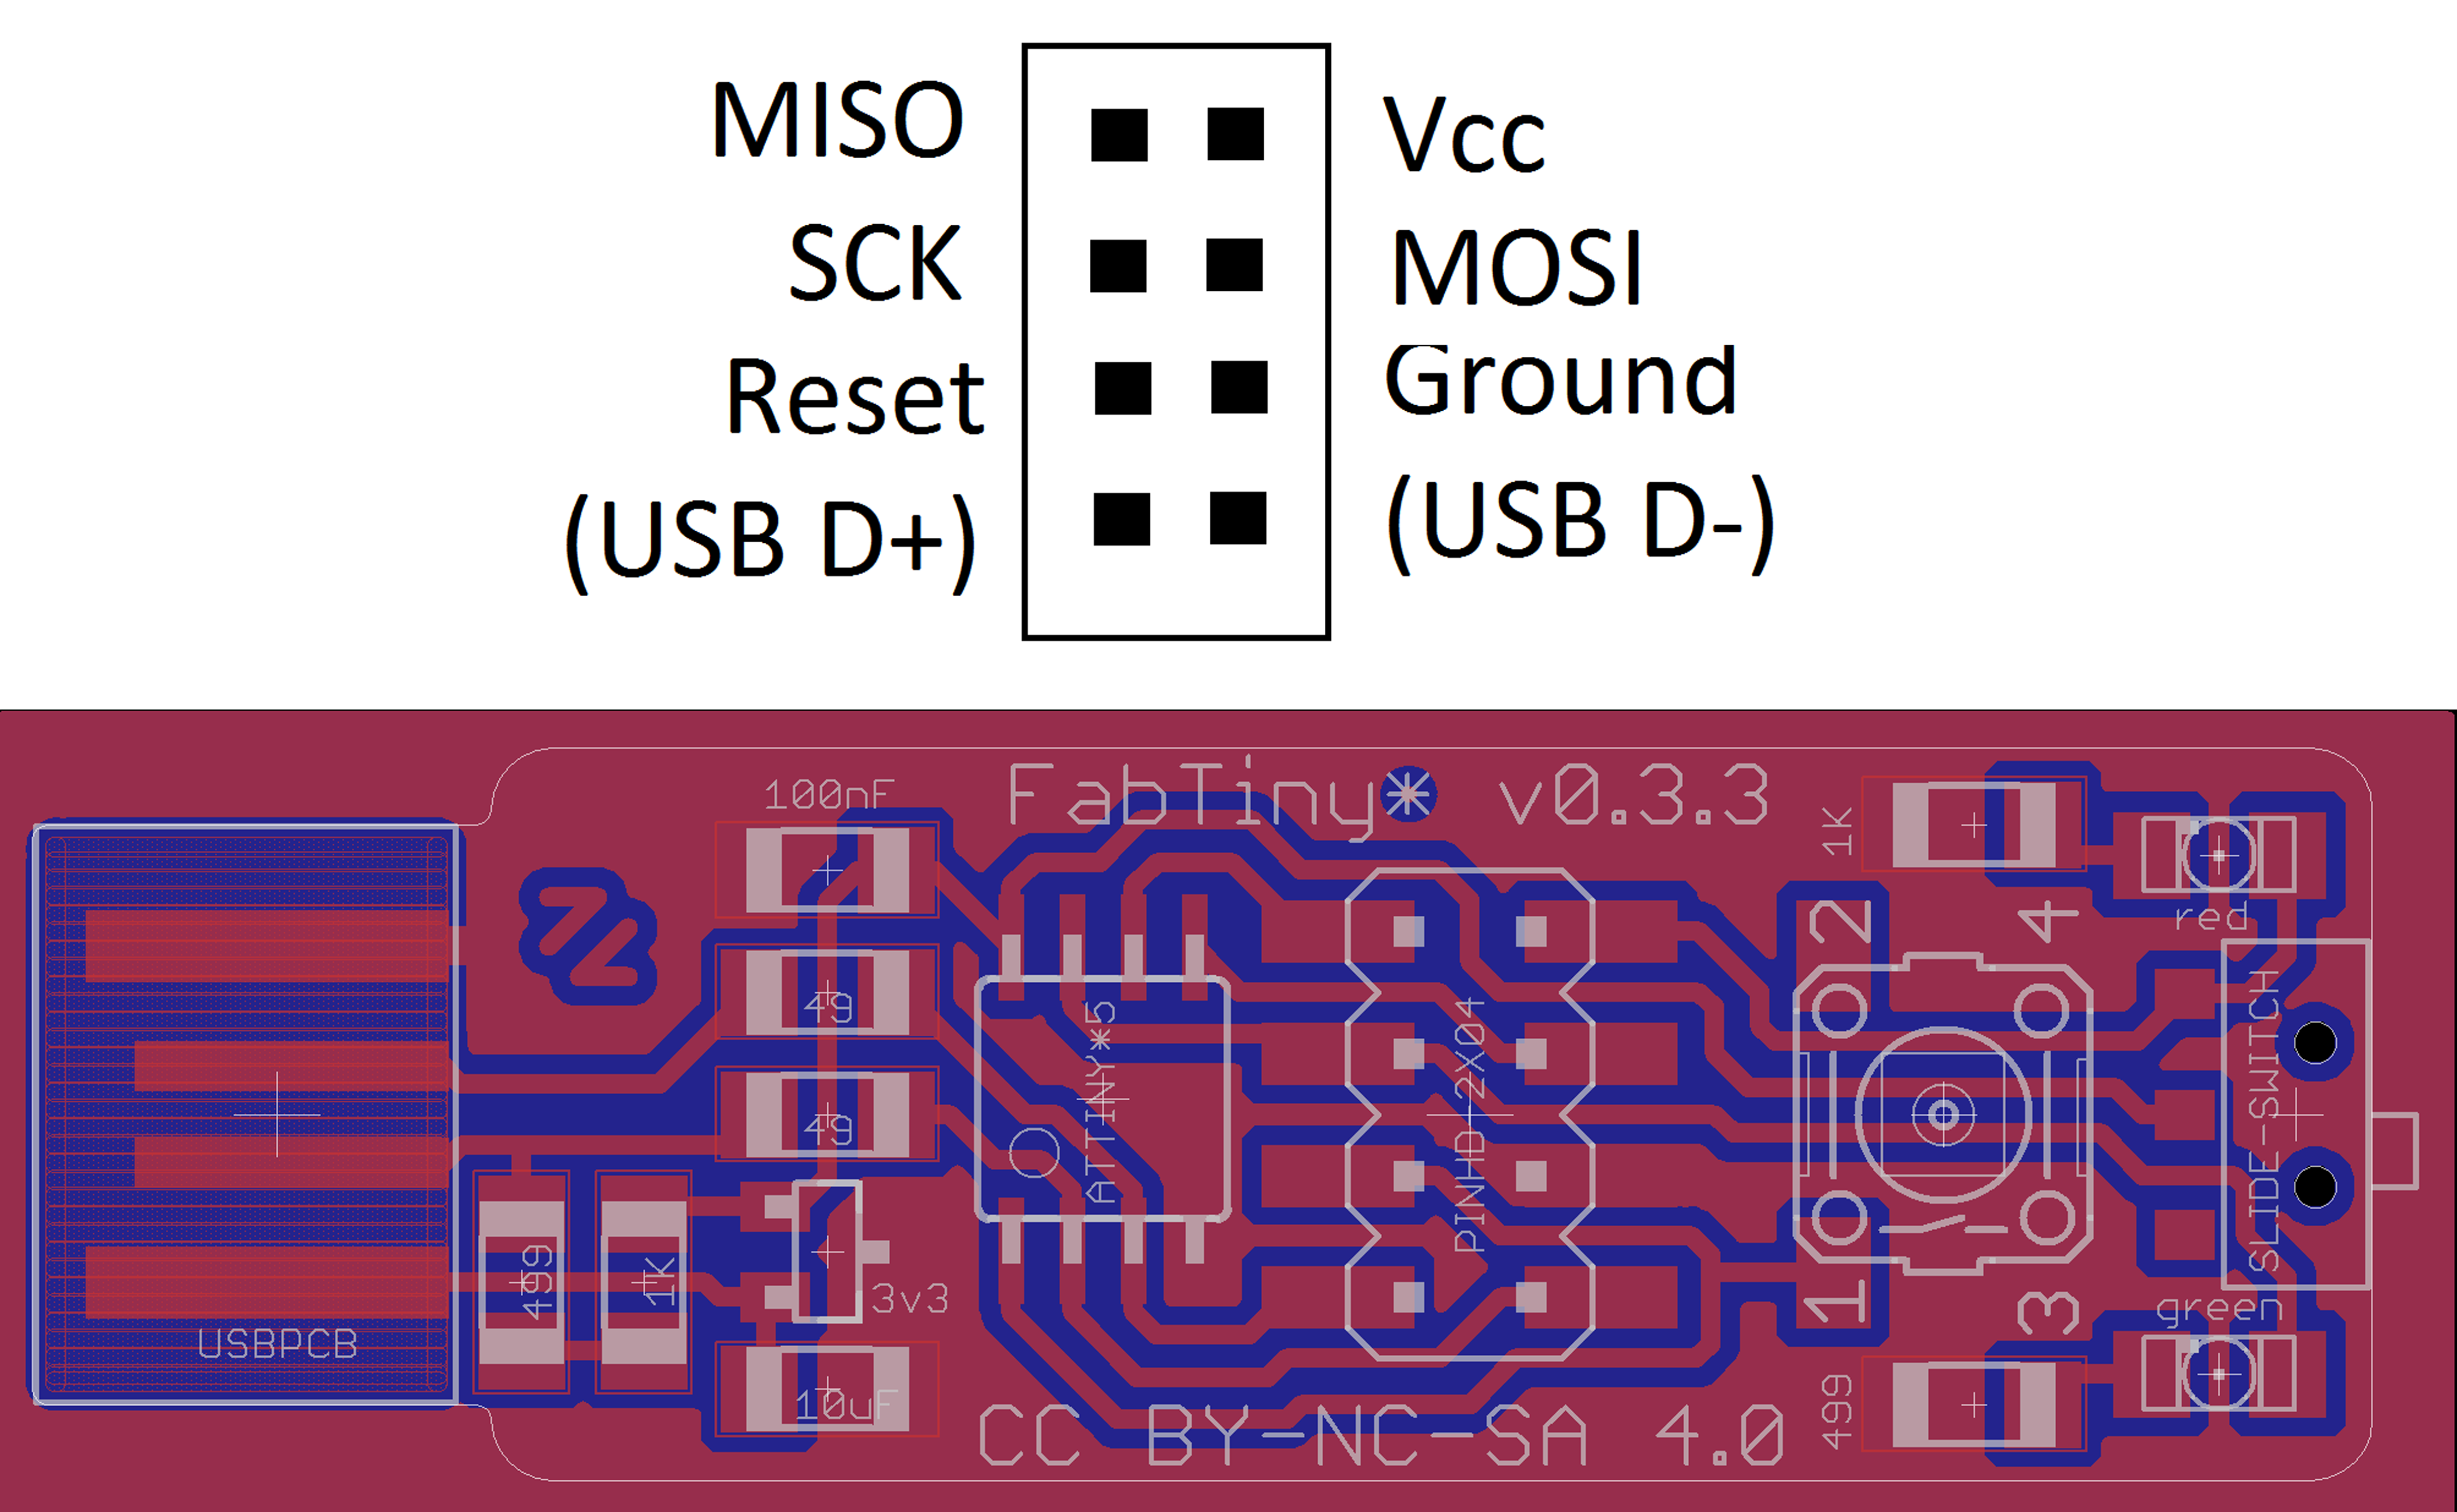 MISO
Vcc
SCK
MOSI
Reset
Ground
(USB D+)
(USB D-)
FabTiny* v0.3.3
100nF
1K
2
4
red
49
ATTINY*5
PINHD-2X04
SLIDE-SWITCH
49
499
1K
3v3
1
3
green
USBPCB
10uF
499
CC BY-NC-SA 4.0